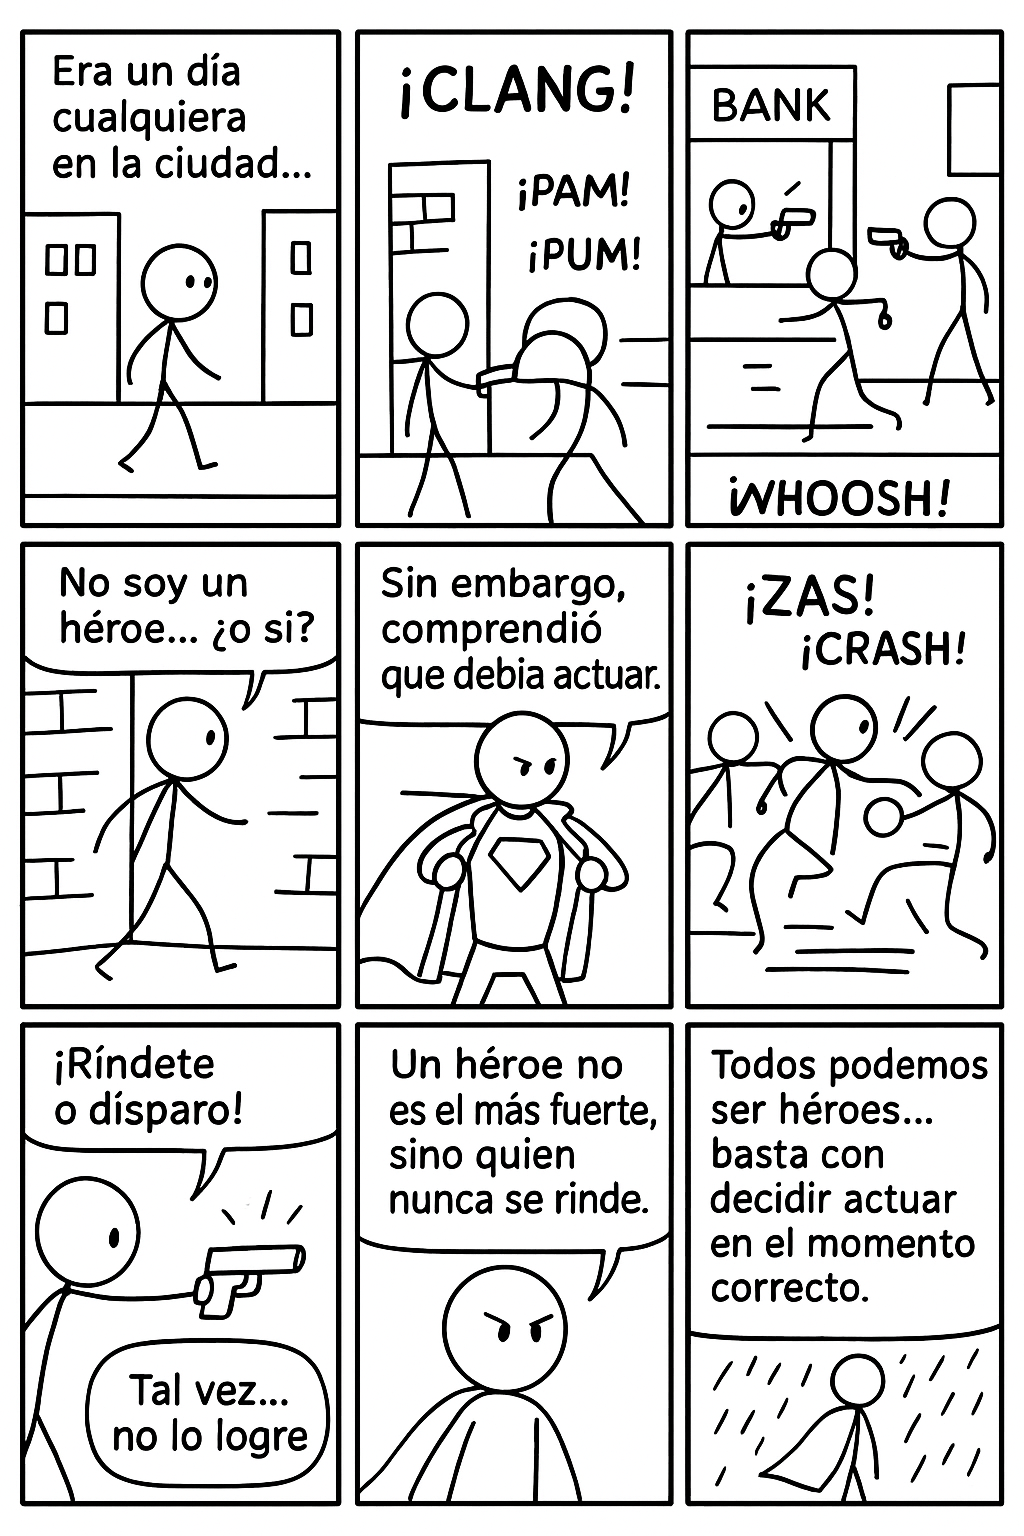 Era un día
cualquiera
en la ciudad...
¡CLANG!
¡PAM!
¡PUM!
BANK
¡WHOOSH!
No soy un
héroe... ¿o si?
Sin embargo,
comprendió
que debia actuar.
¡ZAS!
¡CRASH!
¡Ríndete
o dísparo!
Tal vez...
no lo logre
Un héroe no
es el más fuerte,
sino quien
nunca se rinde.
Todos podemos
ser héroes...
basta con
decidir actuar
en el momento
correcto.